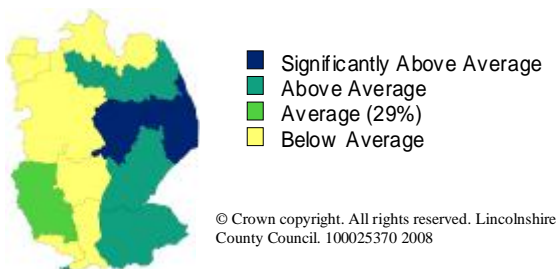 Significantly Above Average
Above Average
Average (29%)
Below Average
© Crown copyright. All rights reserved. Lincolnshire
County Council. 100025370 2008